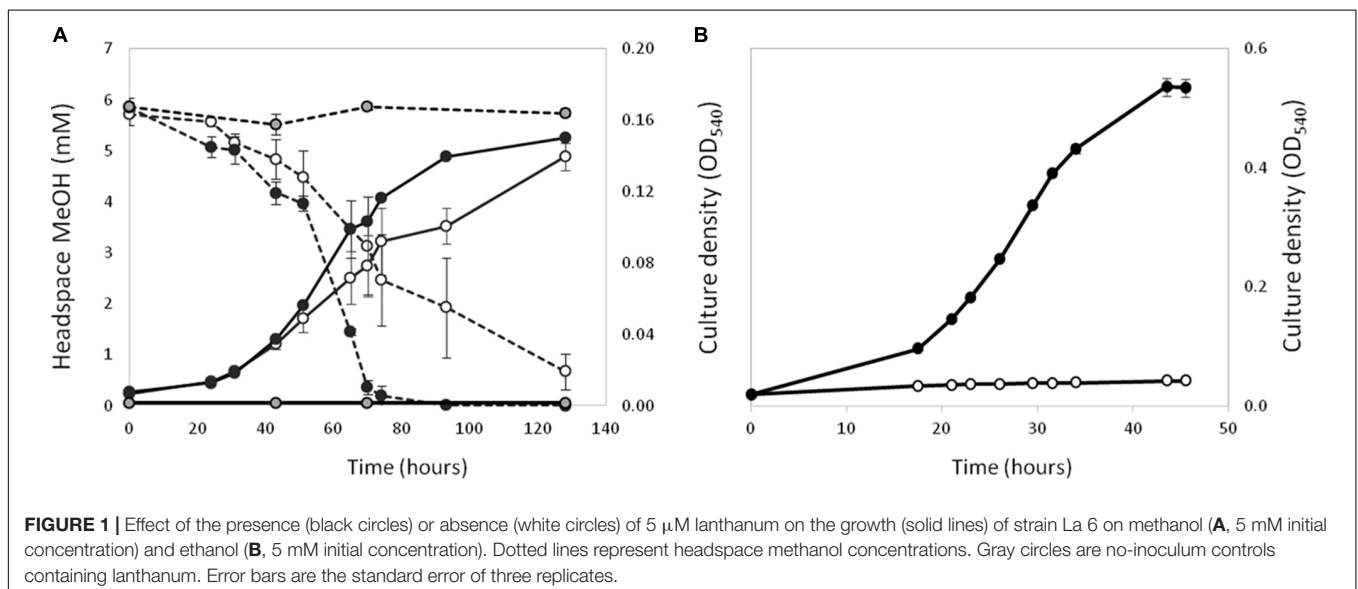 A
B
7
6
5
4
3
2
1
0
Headspace MeOH (mM)
0.20
0.16
0.12
0.08
0.04
0.00
Culture density (OD540)
0 20 40 60 80 100 120 140
Time (hours)
0.6
0.4
0.2
0.0
Culture density (OD540)
0 10 20 30 40 50
Time (hours)
FIGURE 1 | Effect of the presence (black circles) or absence (white circles) of 5 μM lanthanum on the growth (solid lines) of strain La 6 on methanol (A, 5 mM initial
concentration) and ethanol (B, 5 mM initial concentration). Dotted lines represent headspace methanol concentrations. Gray circles are no-inoculum controls
containing lanthanum. Error bars are the standard error of three replicates.